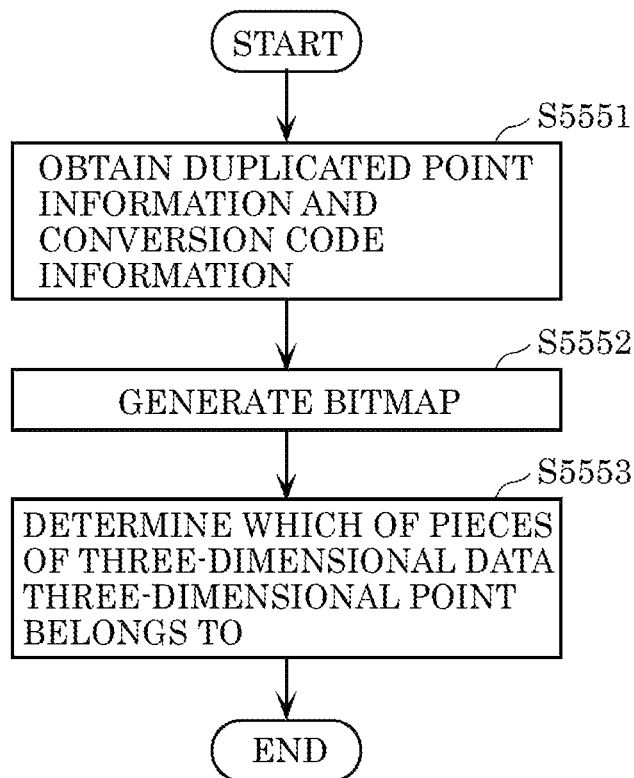 START
S5551
OBTAIN DUPLICATED POINT
INFORMATION AND
CONVERSION CODE
INFORMATION
S5552
GENERATE BITMAP
S5553
DETERMINE WHICH OF PIECES
OF THREE-DIMENSIONAL DATA
THREE-DIMENSIONAL POINT
BELONGS TO
END